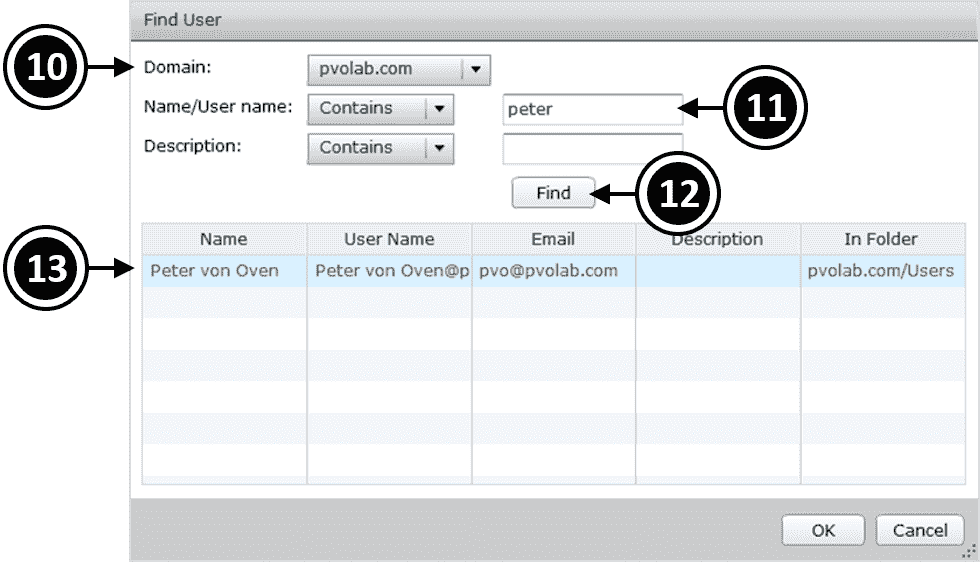 Find User
10 Domain: pvolab.com
Name/User name: Contains peter 11
Description: Contains
Find 12
Name User Name Email Description In Folder
13 Peter von Oven Peter von Oven@p pvo@pvolab.com pvolab.com/Users
OK Cancel